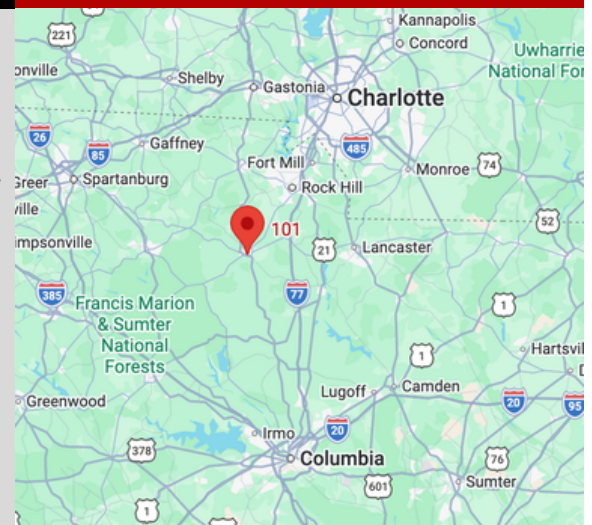 Kannapolis
221
Concord
Uwharrie
National For
onville
Shelby
Gastonia
Charlotte
26
Gaffney
485
85
Fort Mill
Monroe
74
Greer
Spartanburg
Rock Hill
ville
52
impsonville
101
21
Lancaster
385
77
Francis Marion
& Sumter
National
Forests
1
Hartsvil
1
Lugoff
Camden
Greenwood
20
95
20
Irmo
378
Columbia
76
601
Sumter
1